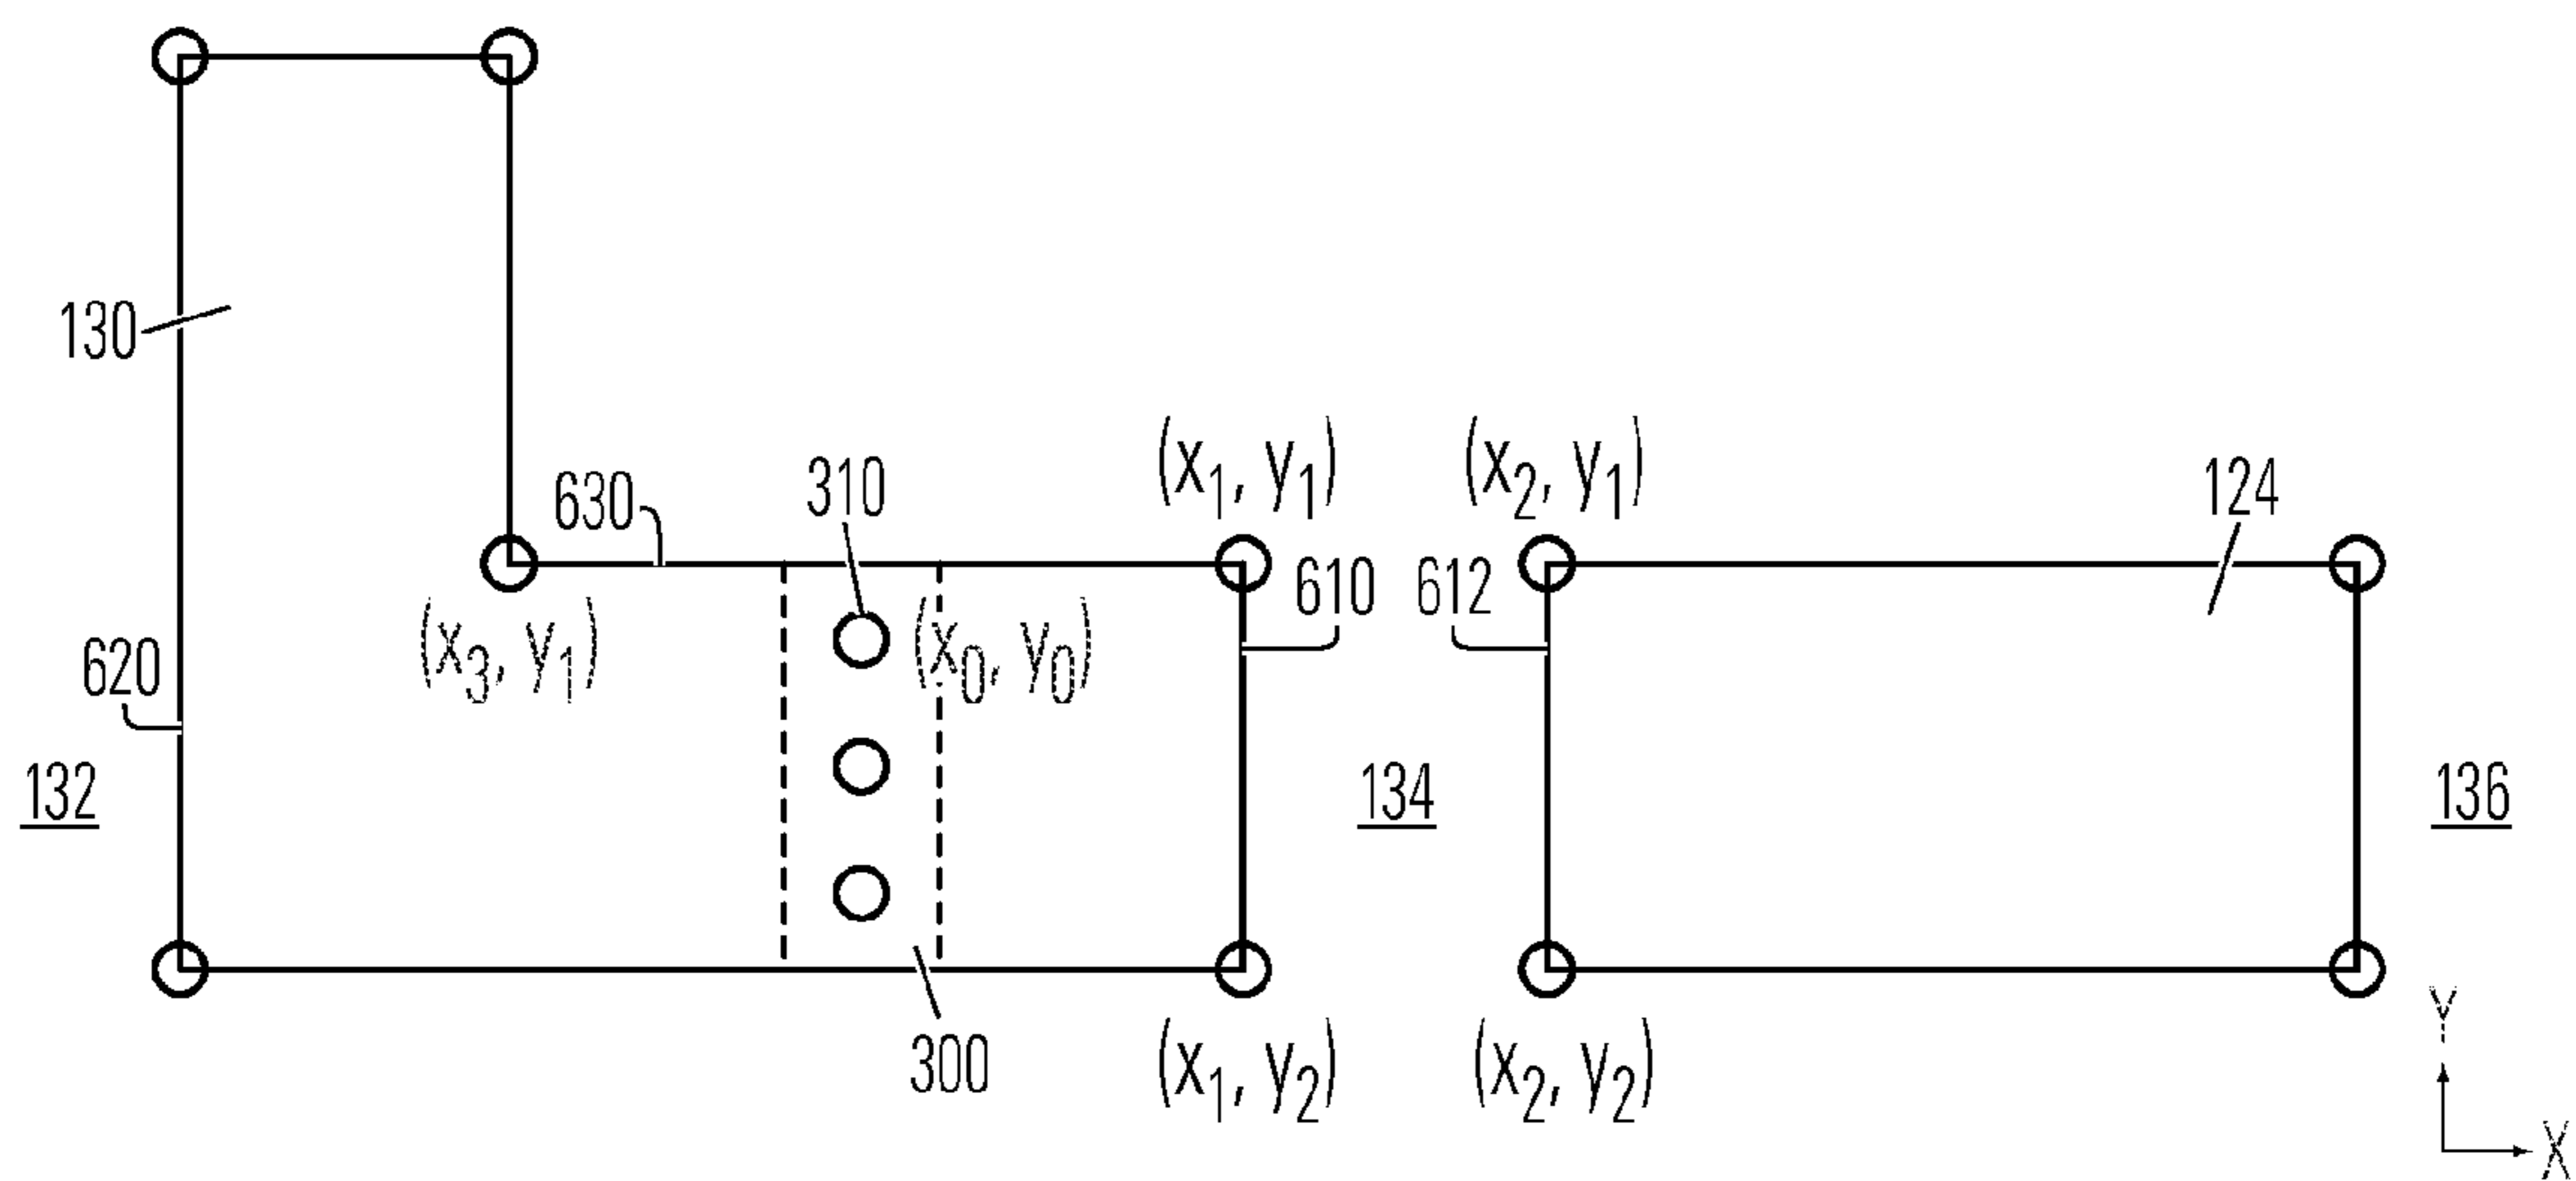 130
(x₁, y₁)
(x₂, y₁)
630
310
124
610
612
(x₃, y₁)
(x₀, y₀)
620
132
134
136
300
(x₁, y₂)
(x₂, y₂)
Y
X